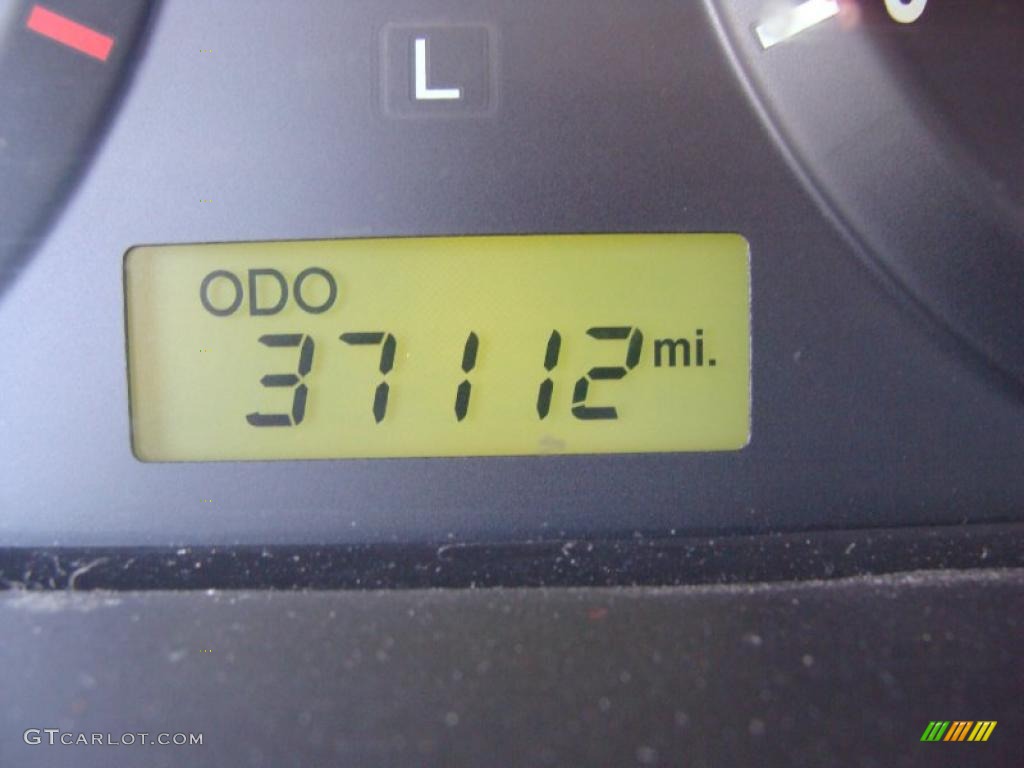 L
ODO
37112 mi.
GTCARLOT.COM